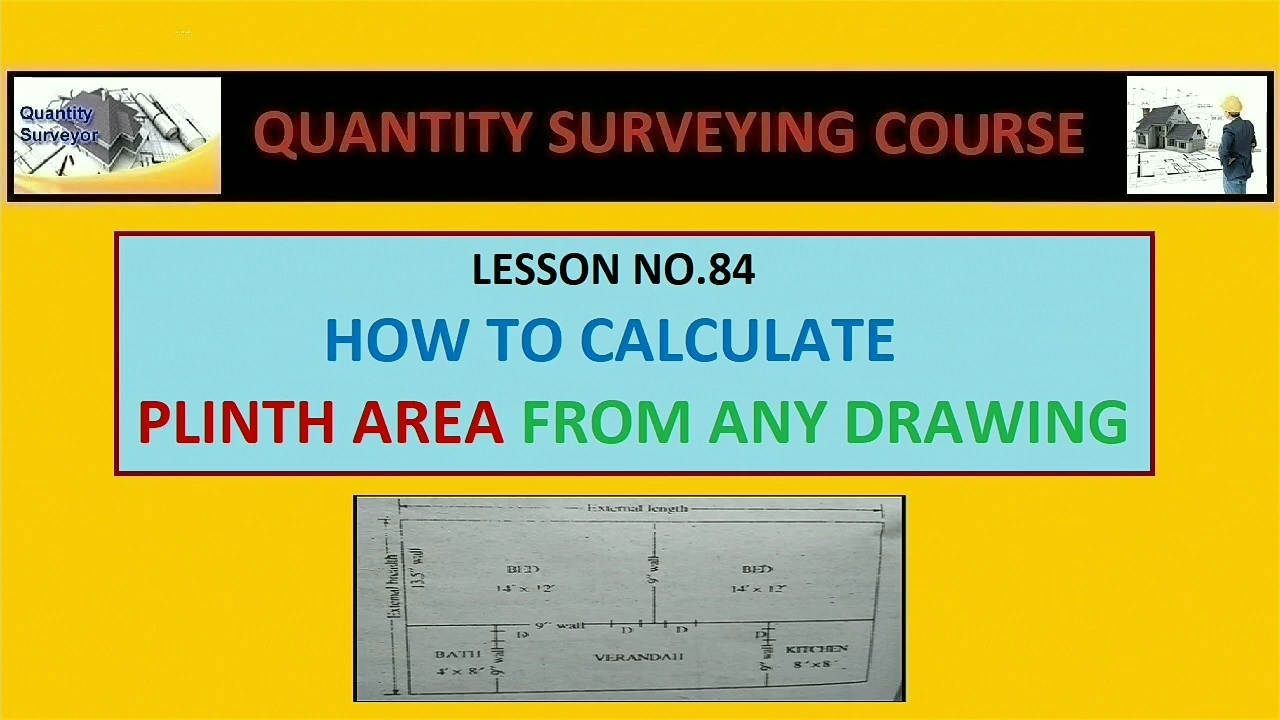 Quantity
Surveyor
QUANTITY SURVEYING COURSE
LESSON NO.84
HOW TO CALCULATE
PLINTH AREA FROM ANY DRAWING
External length
External breadth
13.5" wall
BED
14' x 12'
9" wall
BED
14' x 12'
9" wall
D
D
D
D
BATH
4' x 8'
9" wall
VERANDAH
9" wall
KITCHEN
8' x 8'